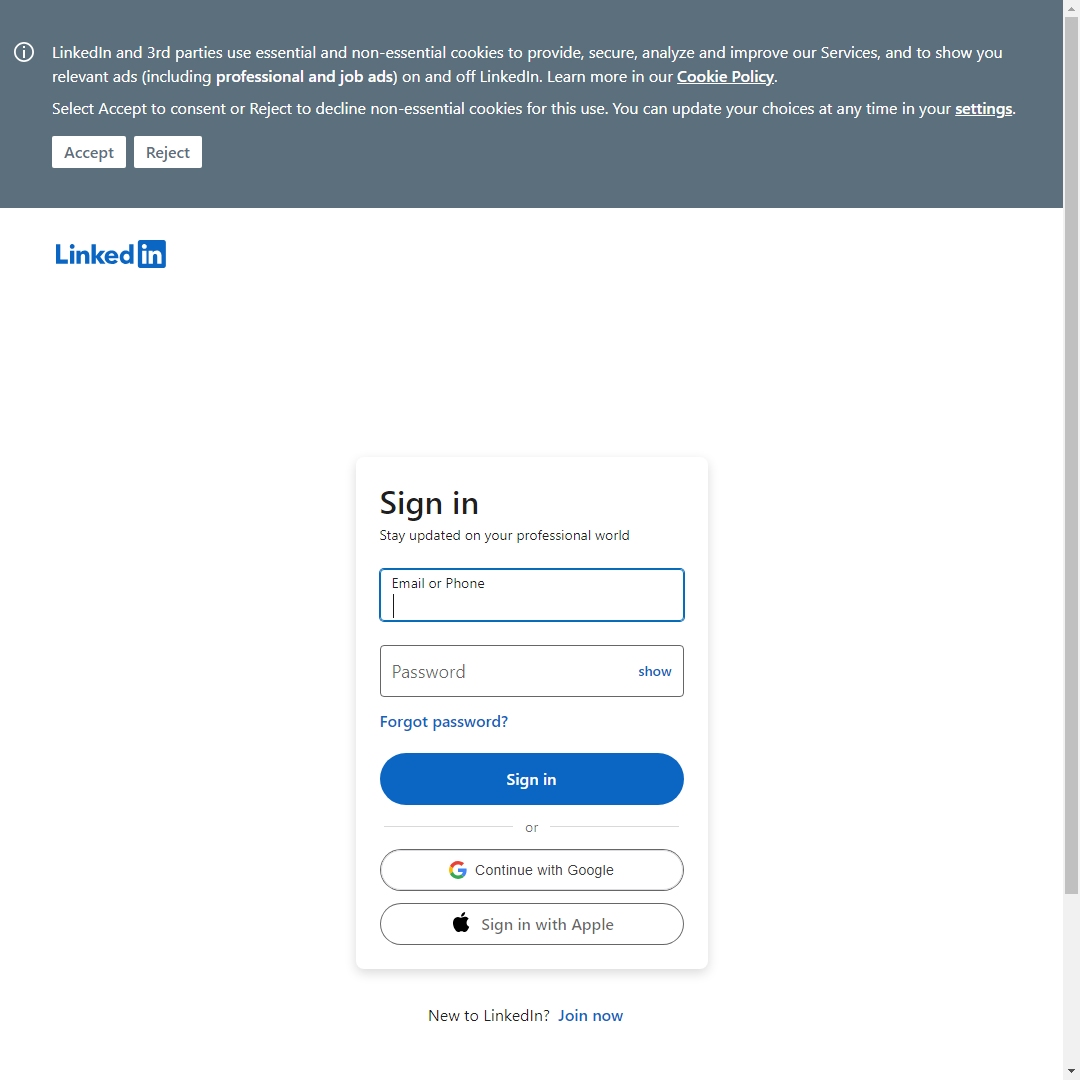 LinkedIn and 3rd parties use essential and non-essential cookies to provide, secure, analyze and improve our Services, and to show you
relevant ads (including professional and job ads) on and off LinkedIn. Learn more in our Cookie Policy.
Select Accept to consent or Reject to decline non-essential cookies for this use. You can update your choices at any time in your settings.
Accept Reject
Linked in
Sign in
Stay updated on your professional world
Email or Phone
Password show
Forgot password?
Sign in
or
Continue with Google
Sign in with Apple
New to LinkedIn? Join now